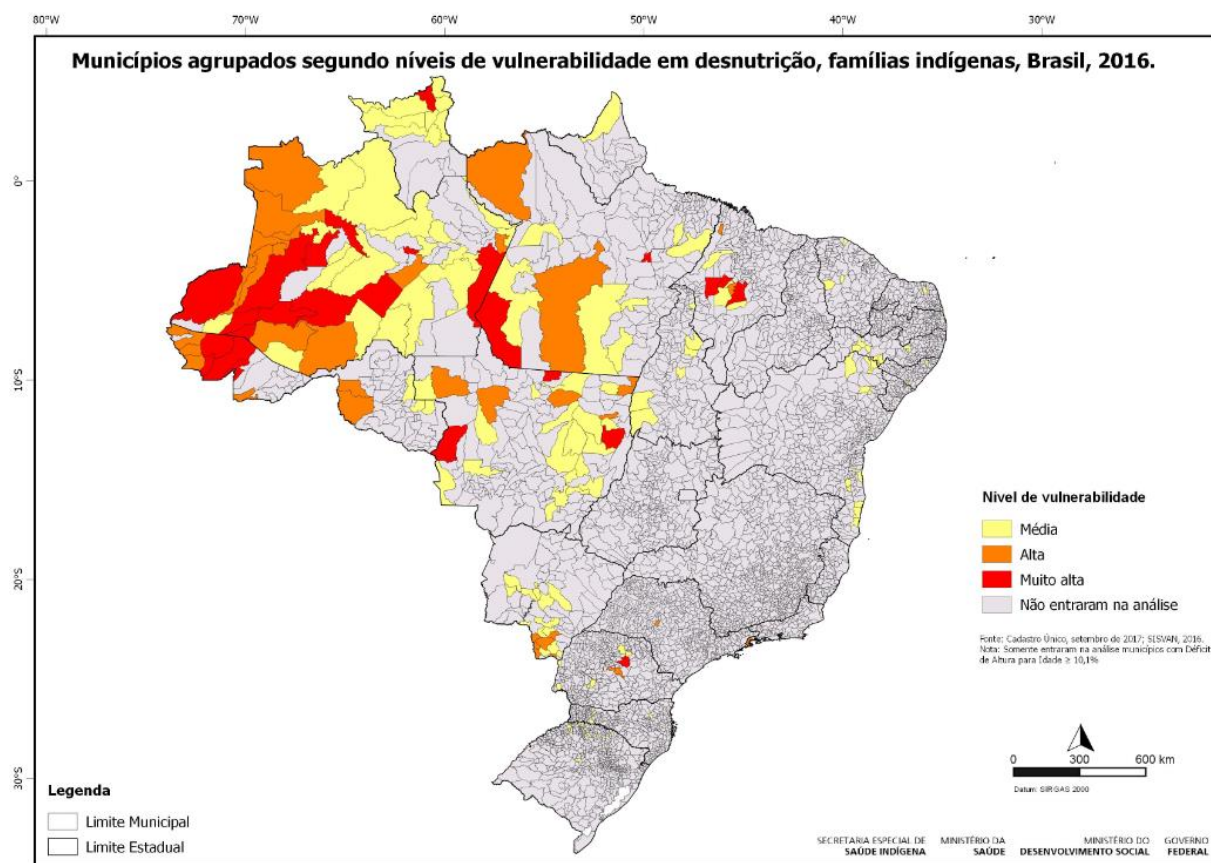 80°W 70°W 60°W 50°W 40°W 30°W
Municípios agrupados segundo níveis de vulnerabilidade em desnutrição, famílias indígenas, Brasil, 2016.
0°
10°S
20°S
30°S
Nível de vulnerabilidade
Média
Alta
Muito alta
Não entraram na análise
Fonte: Cadastro Único, setembro de 2017; SISVAN, 2016.
Nota: Somente entraram na análise municípios com Déficit
de Altura para Idade ≥ 10,1%
0 300 600 km
Datum: SIRGAS 2000
Legenda
Limite Municipal
Limite Estadual
SECRETARIA ESPECIAL DE MINISTÉRIO DA MINISTÉRIO DO GOVERNO
SAÚDE INDÍGENA SAÚDE DESENVOLVIMENTO SOCIAL FEDERAL